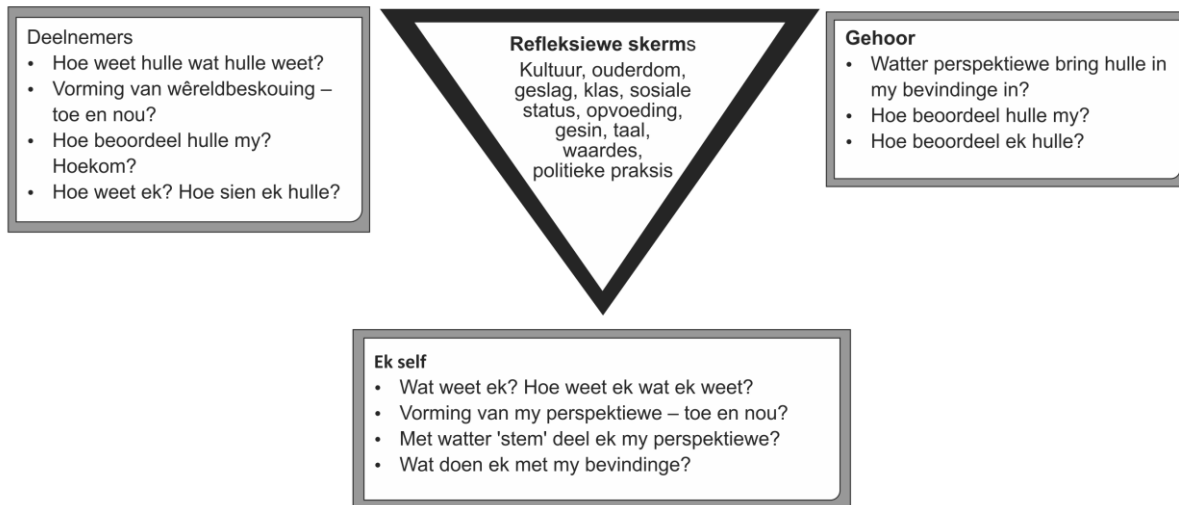 Deelnemers
• Hoe weet hulle wat hulle weet?
• Vorming van wêreldbeskouing –
toe en nou?
• Hoe beoordeel hulle my?
Hoekom?
• Hoe weet ek? Hoe sien ek hulle?
Refleksiewe skerms
Kultuur, ouderdom,
geslag, klas, sosiale
status, opvoeding,
gesin, taal,
waardes,
politieke praksis
Gehoor
• Watter perspektiewe bring hulle in
my bevindinge in?
• Hoe beoordeel hulle my?
• Hoe beoordeel ek hulle?
Ek self
• Wat weet ek? Hoe weet ek wat ek weet?
• Vorming van my perspektiewe – toe en nou?
• Met watter 'stem' deel ek my perspektiewe?
• Wat doen ek met my bevindinge?